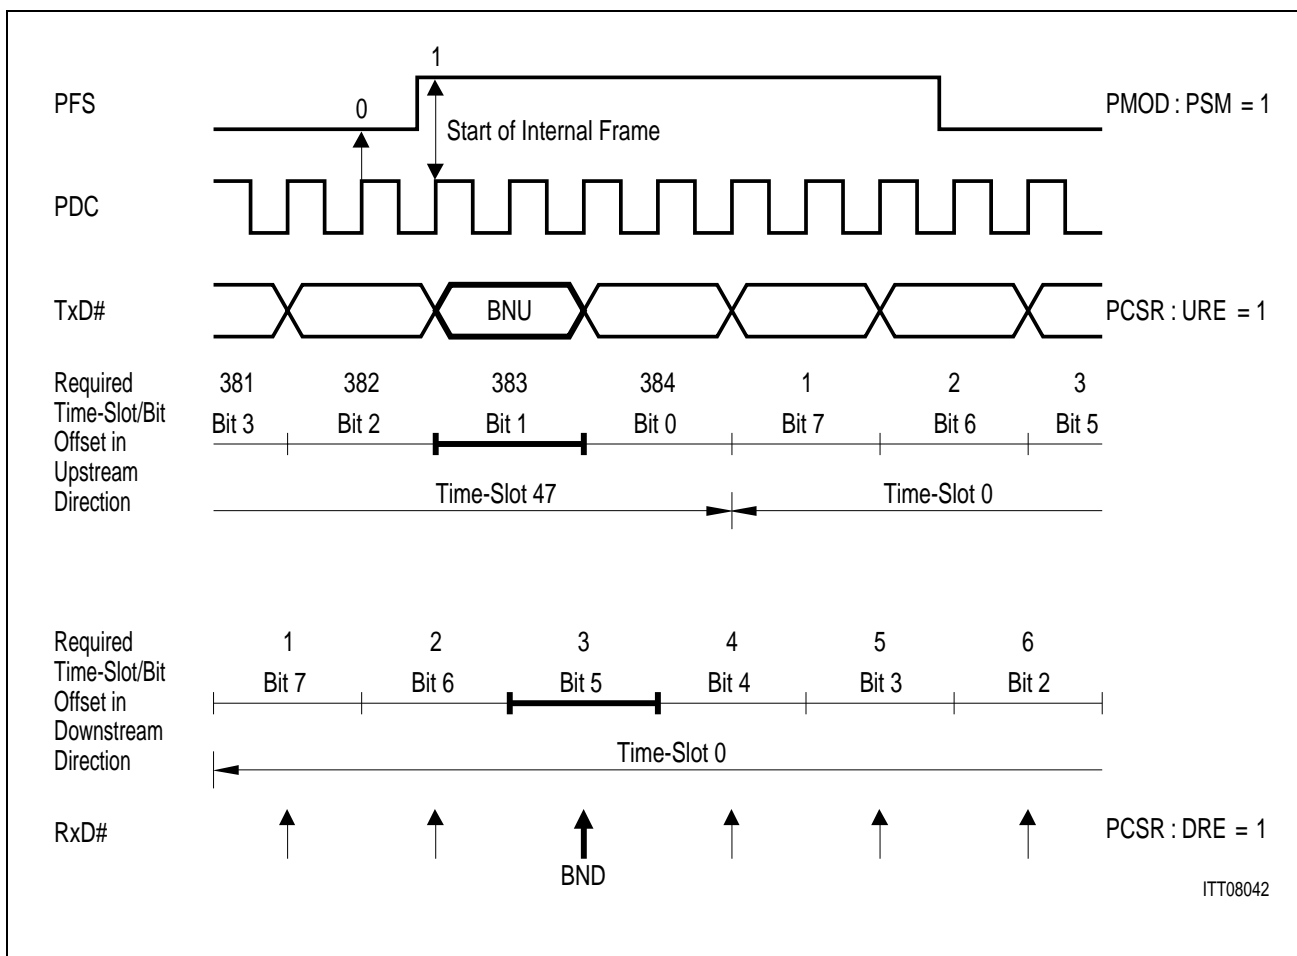 1
PFS
0
PMOD : PSM = 1
Start of Internal Frame
PDC
TxD#
BNU
PCSR : URE = 1
Required
Time-Slot/Bit
Offset in
Upstream
Direction
381 382 383 384 1 2 3
Bit 3 Bit 2 Bit 1 Bit 0 Bit 7 Bit 6 Bit 5
Time-Slot 47 Time-Slot 0
Required
Time-Slot/Bit
Offset in
Downstream
Direction
1 2 3 4 5 6
Bit 7 Bit 6 Bit 5 Bit 4 Bit 3 Bit 2
Time-Slot 0
RxD#
PCSR : DRE = 1
BND
ITT08042